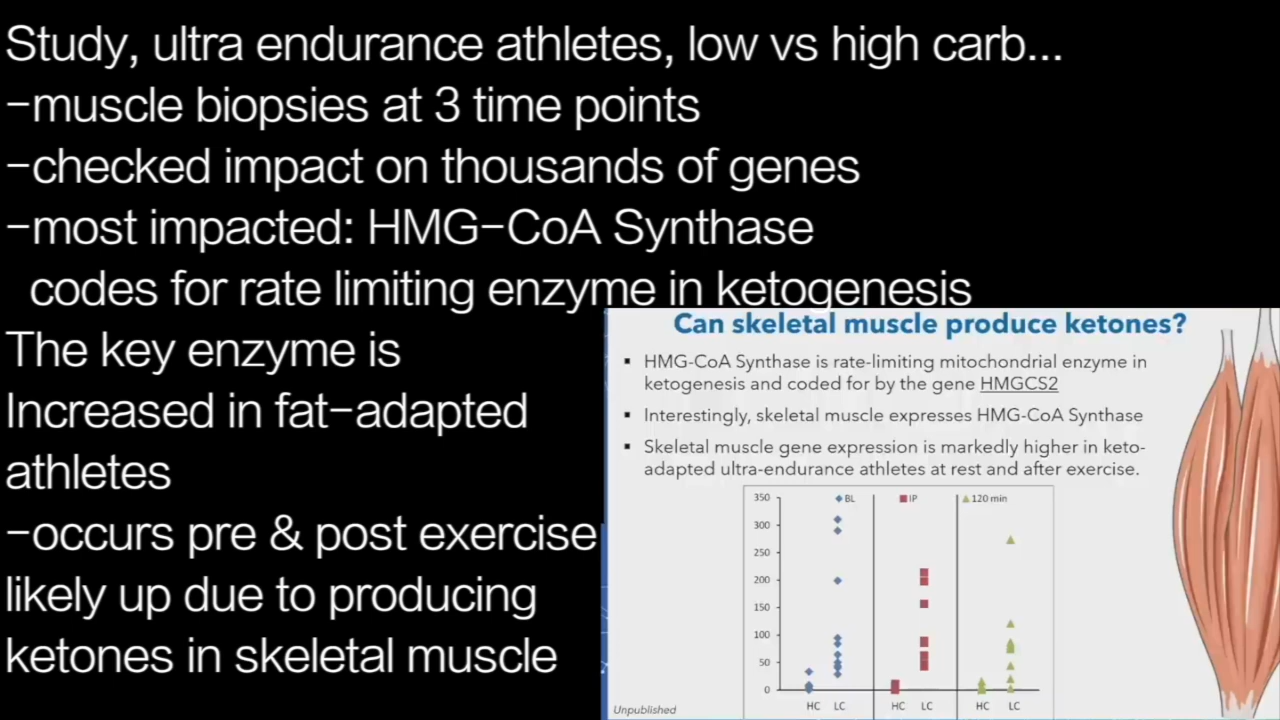 Study, ultra endurance athletes, low vs high carb...
-muscle biopsies at 3 time points
-checked impact on thousands of genes
-most impacted: HMG-CoA Synthase
codes for rate limiting enzyme in ketogenesis
The key enzyme is
Increased in fat-adapted
athletes
-occurs pre & post exercise
likely up due to producing
ketones in skeletal muscle
Can skeletal muscle produce ketones?
▪ HMG-CoA Synthase is rate-limiting mitochondrial enzyme in
ketogenesis and coded for by the gene HMGCS2
▪ Interestingly, skeletal muscle expresses HMG-CoA Synthase
▪ Skeletal muscle gene expression is markedly higher in keto-
adapted ultra-endurance athletes at rest and after exercise.
350
300
250
200
150
100
50
0
BL
IP
120 min
HC LC HC LC HC LC
Unpublished